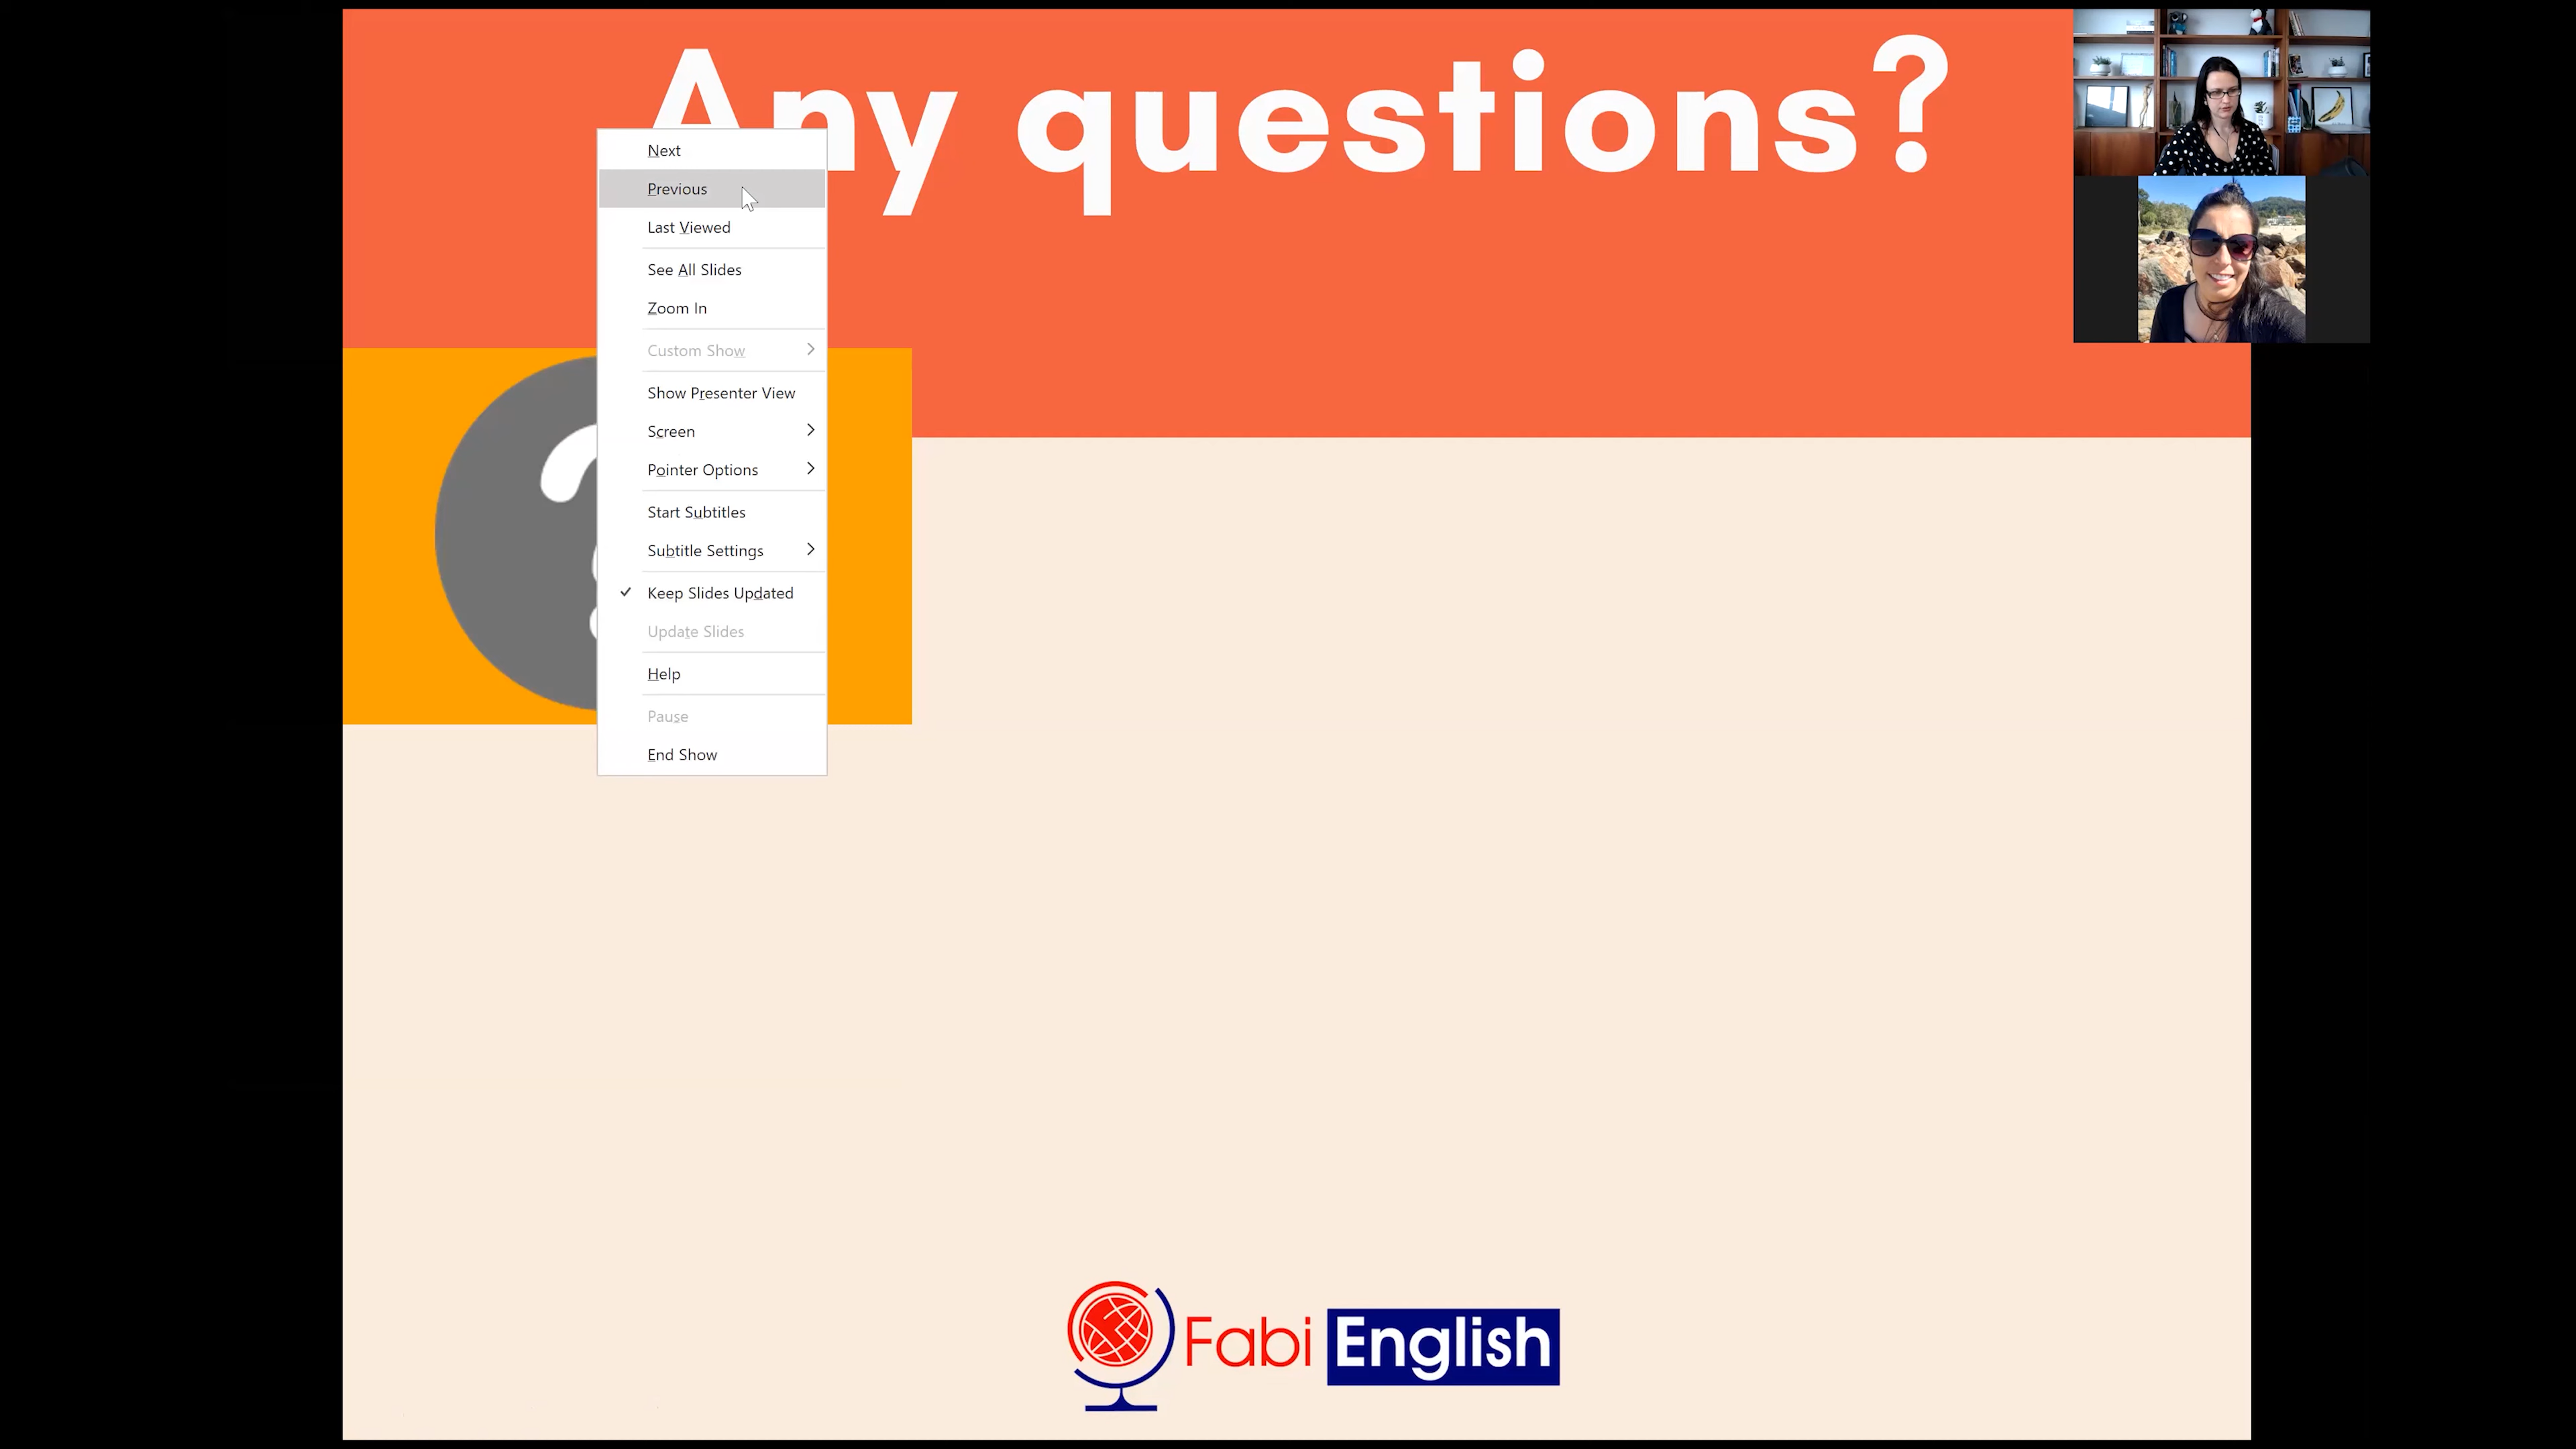 Any questions?
Next
Previous
Last Viewed
See All Slides
Zoom In
Custom Show
Show Presenter View
Screen
Pointer Options
Start Subtitles
Subtitle Settings
Keep Slides Updated
Update Slides
Help
Pause
End Show
Fabi English